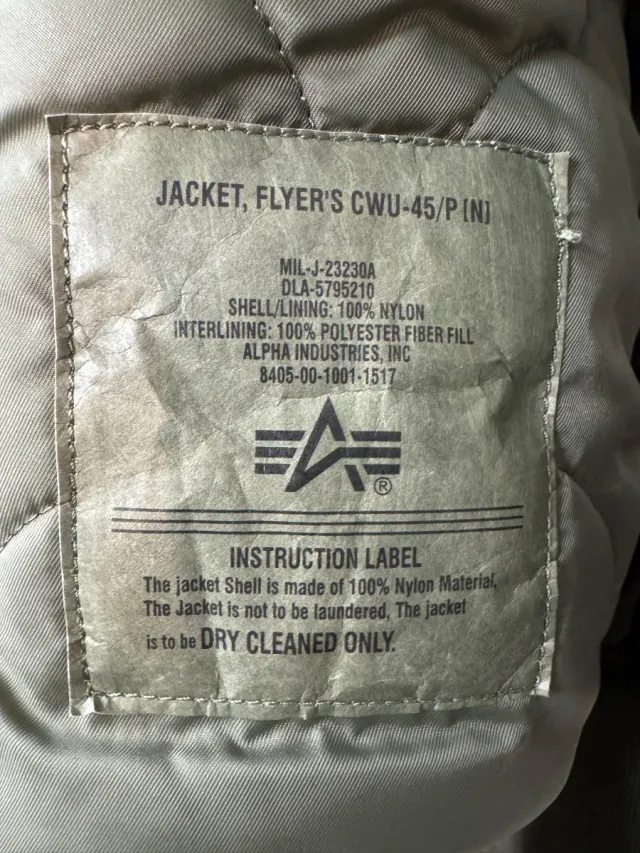 JACKET, FLYER'S CWU-45/P [N]
MIL-J-23230A
DLA-5795210
SHELL/LINING: 100% NYLON
INTERLINING: 100% POLYESTER FIBER FILL
ALPHA INDUSTRIES, INC
8405-00-1001-1517
®
INSTRUCTION LABEL
The jacket Shell is made of 100% Nylon Material,
The Jacket is not to be laundered, The jacket
is to be DRY CLEANED ONLY.